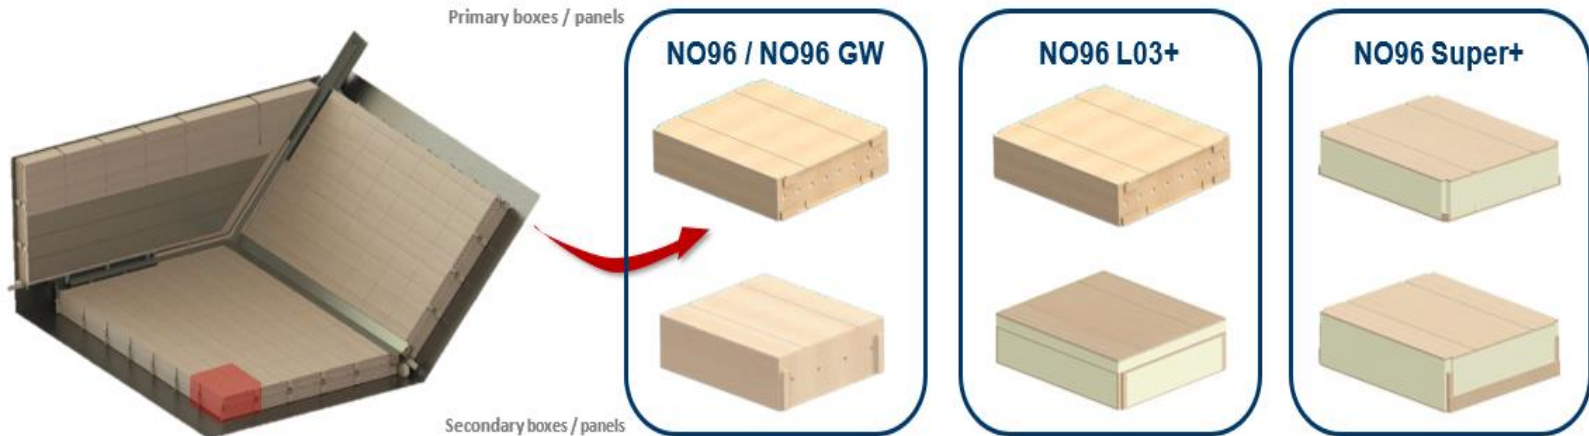 Primary boxes / panels
NO96 / NO96 GW
NO96 L03+
NO96 Super+
Secondary boxes / panels